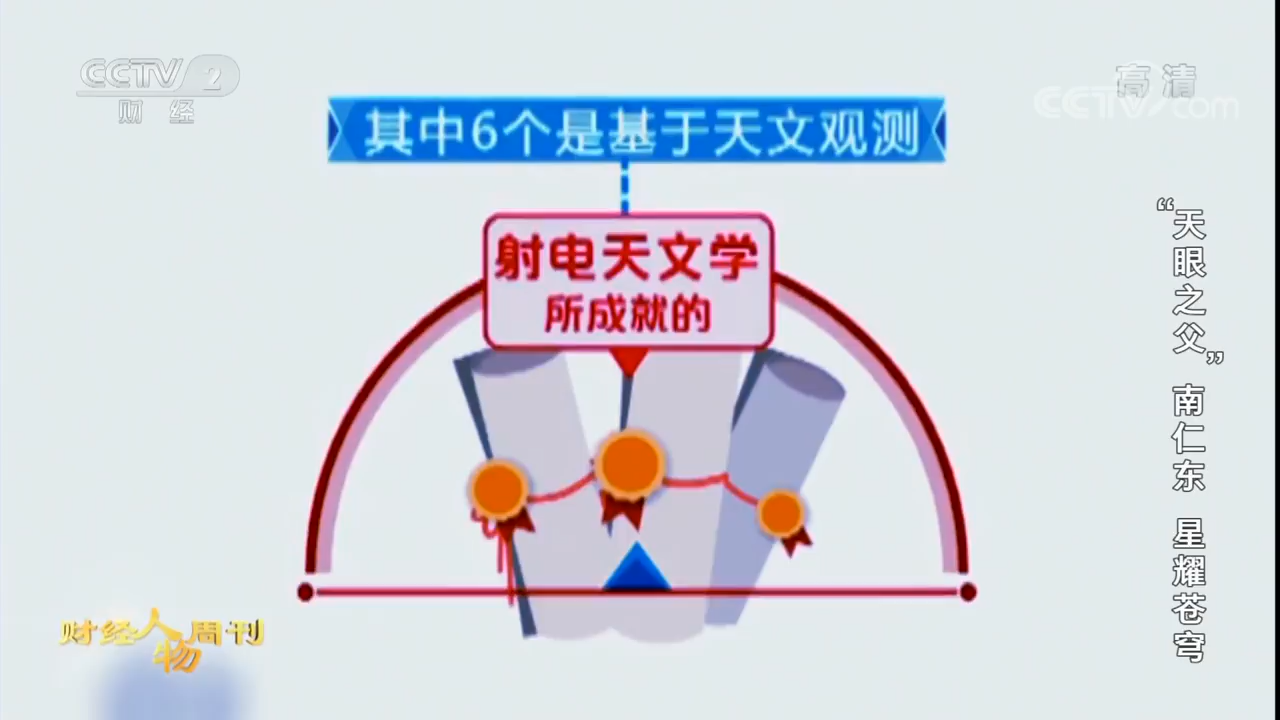 CCTV 2
财 经
高清
CCTV.com
其中6个是基于天文观测
射电天文学
所成就的
“天眼之父”南仁东 星耀苍穹
财经人物周刊